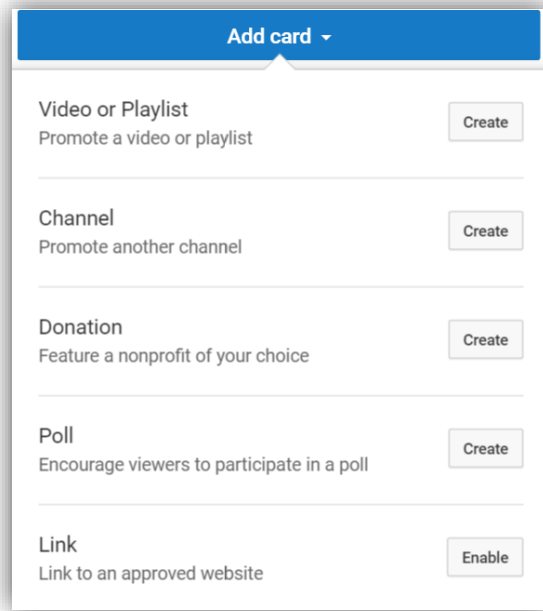 Add card
Video or Playlist
Create
Promote a video or playlist
Channel
Create
Promote another channel
Donation
Create
Feature a nonprofit of your choice
Poll
Create
Encourage viewers to participate in a poll
Link
Enable
Link to an approved website